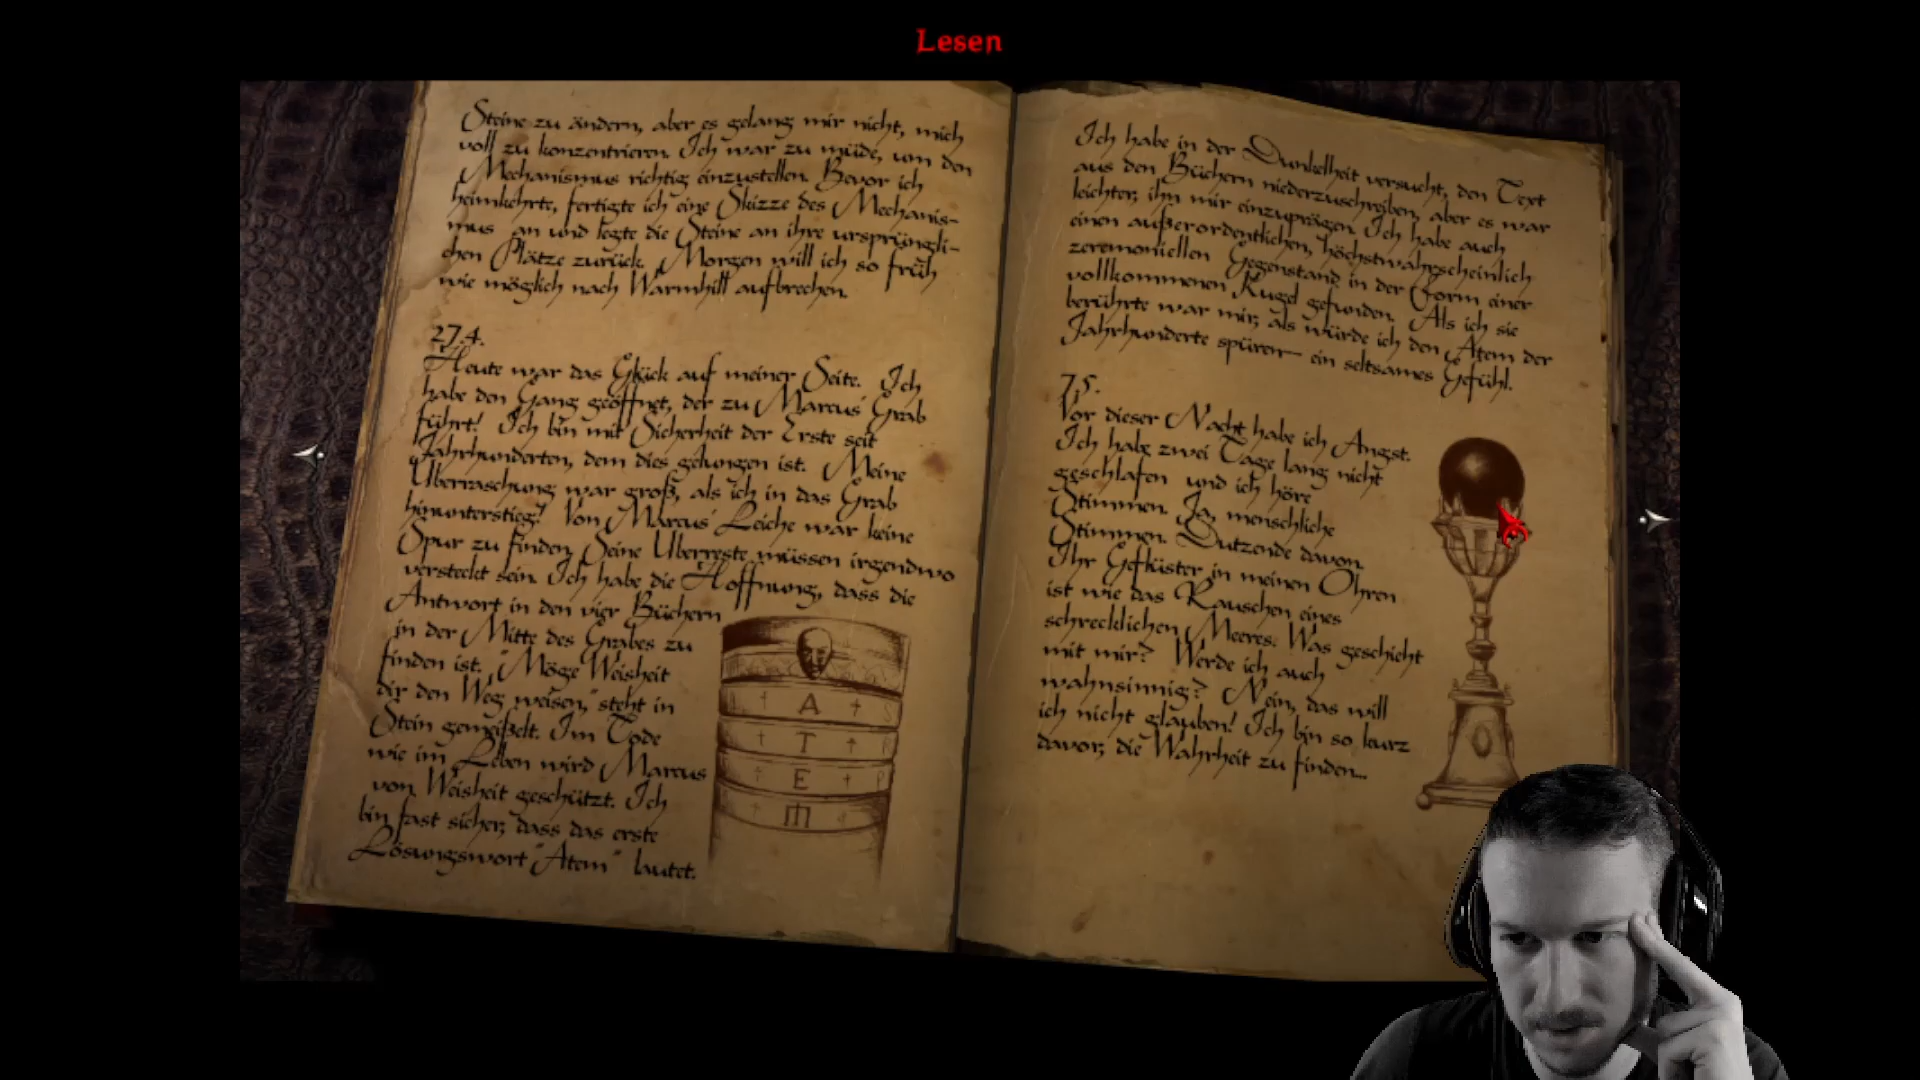 Lesen
Steine zu ändern, aber es gelang mir nicht, mich
voll zu konzentrieren. Ich war zu müde, um den
Mechanismus richtig einzustellen. Bevor ich
heimkehrte, fertigte ich eine Skizze des Mechanis-
mus an und legte die Steine an ihre ursprüngli-
chen Plätze zurück. Morgen will ich so früh
wie möglich nach Warmhill aufbrechen.
27.4.
Heute war das Glück auf meiner Seite. Ich
habe den Gang geöffnet, der zu Marcus' Grab
führt! Ich bin mit Sicherheit der Erste seit
Jahrhunderten, dem dies gelungen ist. Meine
Überraschung war groß, als ich in das Grab
hinunterstieg! Von Marcus' Leiche war keine
Spur zu finden. Seine Überreste müssen irgendwo
versteckt sein. Ich habe die Hoffnung, dass die
Antwort in den vier Büchern
in der Mitte des Grabes zu
finden ist. "Möge Weisheit
dir den Weg weisen," steht in
Stein gemeißelt. Im Tode
wie im Leben wird Marcus
von Weisheit geschützt. Ich
bin fast sicher, dass das erste
Lösungswort "Atem" lautet.
A S
T R
E P
M
Ich habe in der Dunkelheit versucht, den Text
aus den Büchern niederzuschreiben, aber es war
leichter, ihn mir einzuprägen. Ich habe auch
einen außerordentlichen, höchstwahrscheinlich
zeremoniellen Gegenstand in der Form einer
vollkommenen Kugel gefunden. Als ich sie
berührte war mir, als würde ich den Atem der
Jahrhunderte spüren - ein seltsames Gefühl.
7.5.
Vor dieser Nacht habe ich Angst.
Ich habe zwei Tage lang nicht
geschlafen und ich höre
Stimmen. Ja, menschliche
Stimmen. Dutzende davon.
Ihr Geflüster in meinen Ohren
ist wie das Rauschen eines
schrecklichen Meeres. Was geschieht
mit mir? Werde ich auch
wahnsinnig? Nein, das will
ich nicht glauben! Ich bin so kurz
davor, die Wahrheit zu finden...